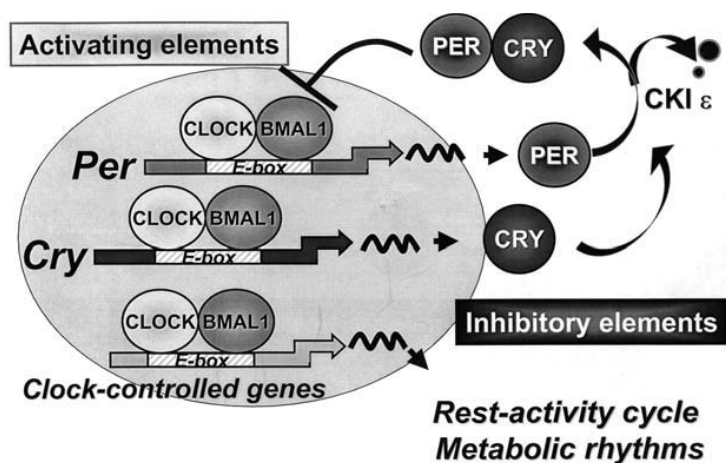 Activating elements
PER CRY
CKI ε
CLOCK BMAL1
Per
E-box
PER
CLOCK BMAL1
Cry
E-box
CRY
CLOCK BMAL1
E-box
Inhibitory elements
Clock-controlled genes
Rest-activity cycle
Metabolic rhythms